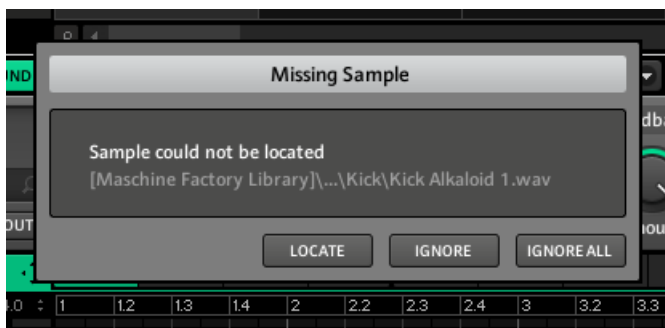 UND
Missing Sample
Sample could not be located
[Maschine Factory Library]\...\Kick\Kick Alkaloid 1.wav
LOCATE IGNORE IGNORE ALL
OUT
1 1.2 1.3 1.4 2 2.2 2.3 2.4 3 3.2 3.3